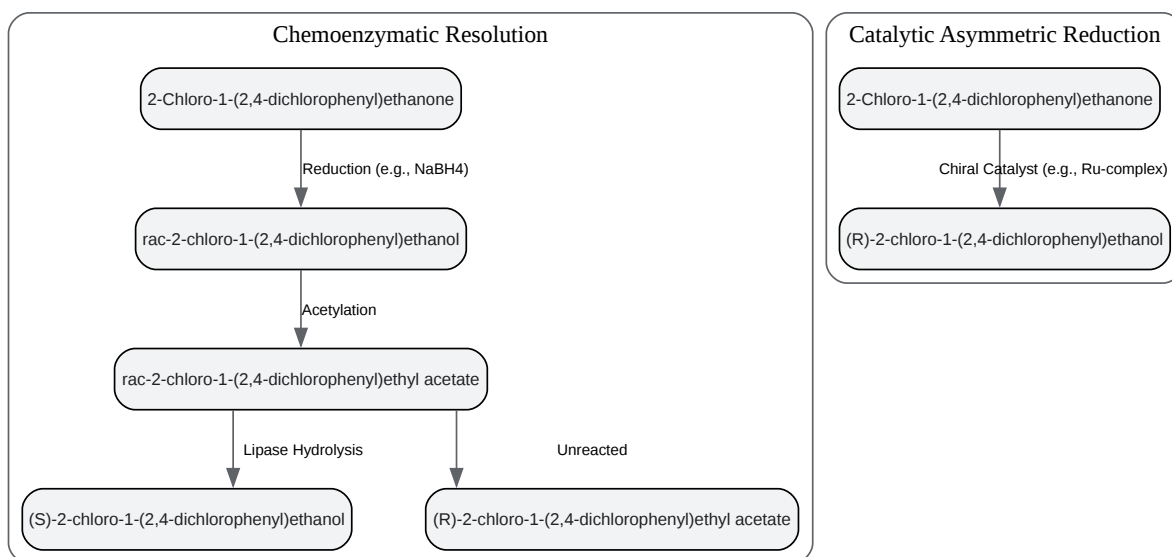 Chemoenzymatic Resolution
2-Chloro-1-(2,4-dichlorophenyl)ethanone
Reduction (e.g., NaBH4)
rac-2-chloro-1-(2,4-dichlorophenyl)ethanol
Acetylation
rac-2-chloro-1-(2,4-dichlorophenyl)ethyl acetate
Lipase Hydrolysis
Unreacted
(S)-2-chloro-1-(2,4-dichlorophenyl)ethanol
(R)-2-chloro-1-(2,4-dichlorophenyl)ethyl acetate
Catalytic Asymmetric Reduction
2-Chloro-1-(2,4-dichlorophenyl)ethanone
Chiral Catalyst (e.g., Ru-complex)
(R)-2-chloro-1-(2,4-dichlorophenyl)ethanol